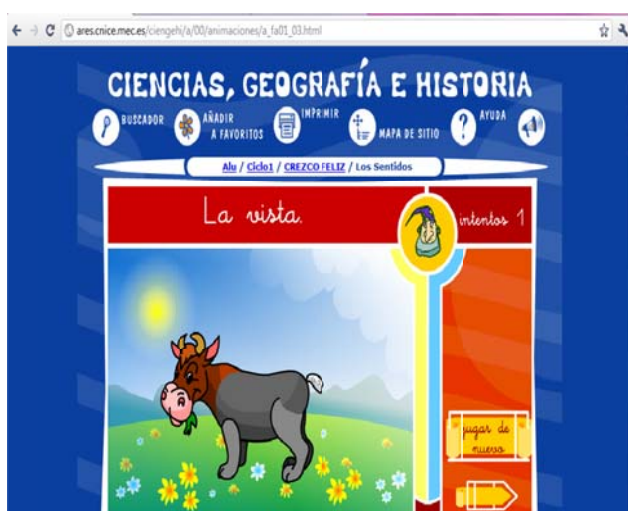 ares.cnice.mec.es/ciengehi/a/00/animaciones/a_fa01_03.html
CIENCIAS, GEOGRAFÍA E HISTORIA
BUSCADOR
AÑADIR
A FAVORITOS
IMPRIMIR
MAPA DE SITIO
AYUDA
Alu / Ciclo1 / CREZCO FELIZ / Los Sentidos
La vista.
intentos 1
jugar de
nuevo